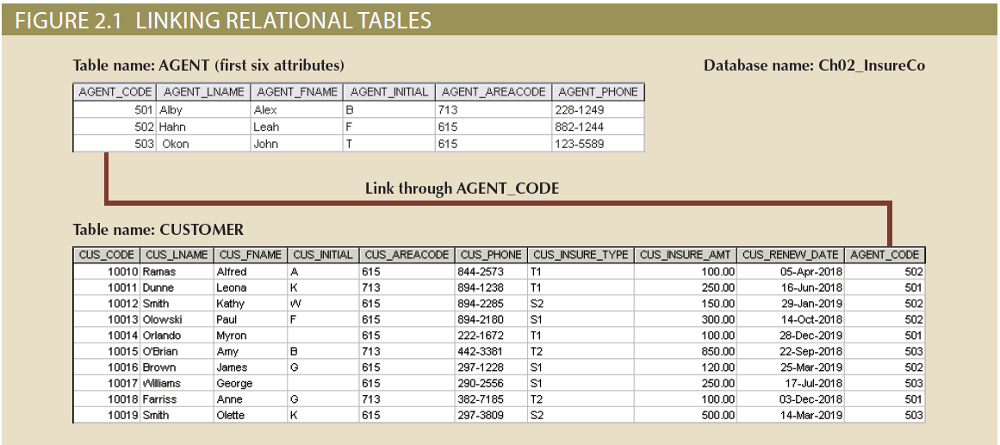 FIGURE 2.1 LINKING RELATIONAL TABLES
Table name: AGENT (first six attributes) Database name: Ch02_InsureCo
AGENT_CODE AGENT_LNAME AGENT_FNAME AGENT_INITIAL AGENT_AREACODE AGENT_PHONE
501 Alby Alex B 713 228-1249
502 Hahn Leah F 615 882-1244
503 Okon John T 615 123-5589
Link through AGENT_CODE
Table name: CUSTOMER
CUS_CODE CUS_LNAME CUS_FNAME CUS_INITIAL CUS_AREACODE CUS_PHONE CUS_INSURE_TYPE CUS_INSURE_AMT CUS_RENEW_DATE AGENT_CODE
10010 Ramas Alfred A 615 844-2573 T1 100.00 05-Apr-2018 502
10011 Dunne Leona K 713 894-1238 T1 250.00 16-Jun-2018 501
10012 Smith Kathy W 615 894-2285 S2 150.00 29-Jan-2019 502
10013 Olowski Paul F 615 894-2180 S1 300.00 14-Oct-2018 502
10014 Orlando Myron 615 222-1672 T1 100.00 28-Dec-2019 501
10015 O'Brian Amy B 713 442-3381 T2 850.00 22-Sep-2018 503
10016 Brown James G 615 297-1228 S1 120.00 25-Mar-2019 502
10017 Williams George 615 290-2556 S1 250.00 17-Jul-2018 503
10018 Farriss Anne G 713 382-7185 T2 100.00 03-Dec-2018 501
10019 Smith Olette K 615 297-3809 S2 500.00 14-Mar-2019 503